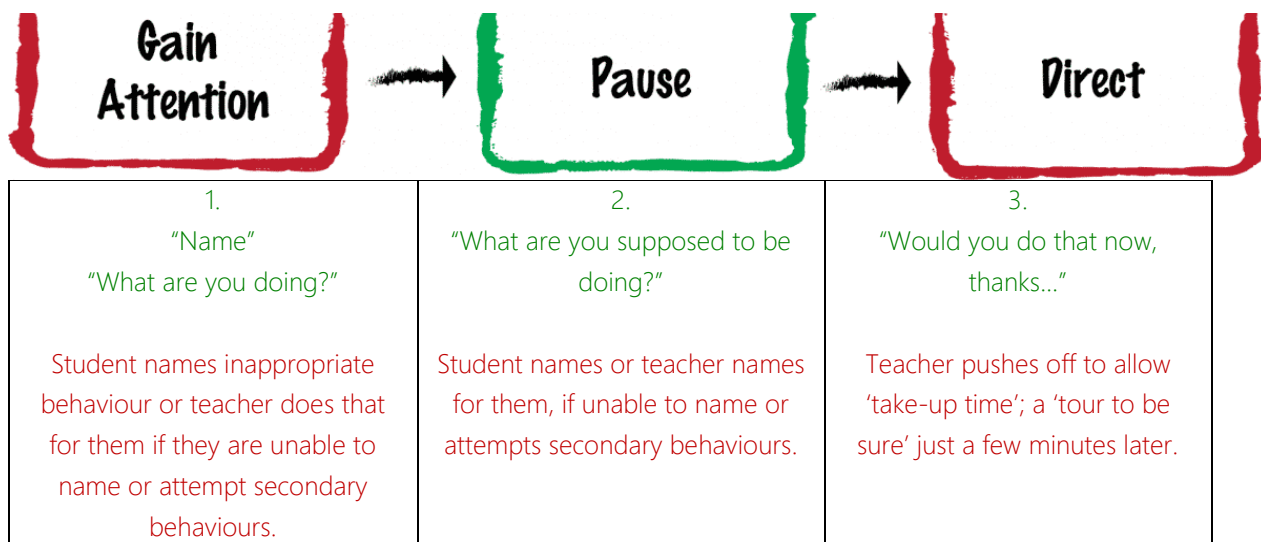 Gain
Attention
Pause
Direct
1.
“Name”
“What are you doing?”
Student names inappropriate
behaviour or teacher does that
for them if they are unable to
name or attempt secondary
behaviours.
2.
“What are you supposed to be
doing?”
Student names or teacher names
for them, if unable to name or
attempts secondary behaviours.
3.
“Would you do that now,
thanks…”
Teacher pushes off to allow
‘take-up time’; a ‘tour to be
sure’ just a few minutes later.